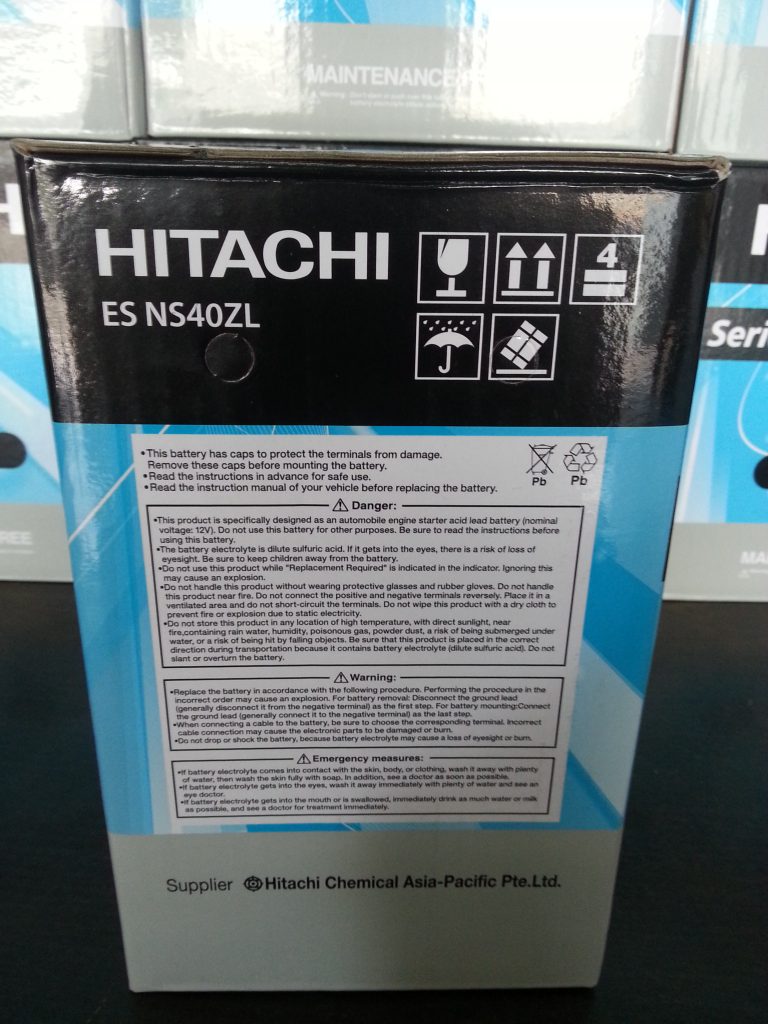 MAINTENANCE
HITACHI
4
ES NS40ZL
Seri
•This battery has caps to protect the terminals from damage.
Remove these caps before mounting the battery.
•Read the instructions in advance for safe use.
•Read the instruction manual of your vehicle before replacing the battery.
Pb Pb
Danger:
•This product is specifically designed as an automobile engine starter acid lead battery (nominal
voltage: 12V). Do not use this battery for other purposes. Be sure to read the instructions before
using this battery.
•The battery electrolyte is dilute sulfuric acid. If it gets into the eyes, there is a risk of loss of
eyesight. Be sure to keep children away from the battery.
•Do not use this product while "Replacement Required" is indicated in the indicator. Ignoring this
may cause an explosion.
•Do not handle this product without wearing protective glasses and rubber gloves. Do not handle
this product near fire. Do not connect the positive and negative terminals reversely. Place it in a
ventilated area and do not short-circuit the terminals. Do not wipe this product with a dry cloth to
prevent fire or explosion due to static electricity.
•Do not store this product in any location of high temperature, with direct sunlight, near
fire,containing rain water, humidity, poisonous gas, powder dust, a risk of being submerged under
water, or a risk of being hit by falling objects. Be sure that this product is placed in the correct
direction during transportation because it contains battery electrolyte (dilute sulfuric acid). Do not
slant or overturn the battery.
Warning:
•Replace the battery in accordance with the following procedure. Performing the procedure in the
incorrect order may cause an explosion. For battery removal: Disconnect the ground lead
(generally disconnect it from the negative terminal) as the first step. For battery mounting:Connect
the ground lead (generally connect it to the negative terminal) as the last step.
•When connecting a cable to the battery, be sure to choose the corresponding terminal. Incorrect
cable connection may cause the electronic parts to be damaged or burn.
•Do not drop or shock the battery, because battery electrolyte may cause a loss of eyesight or burn.
Emergency measures:
•If battery electrolyte comes into contact with the skin, body, or clothing, wash it away with plenty
of water, then wash the skin fully with soap. In addition, see a doctor as soon as possible.
•If battery electrolyte gets into the eyes, wash it away immediately with plenty of water and see an
eye doctor.
•If battery electrolyte gets into the mouth or is swallowed, immediately drink as much water or milk
as possible, and see a doctor for treatment immediately.
REE
MA
Supplier Hitachi Chemical Asia-Pacific Pte.Ltd.